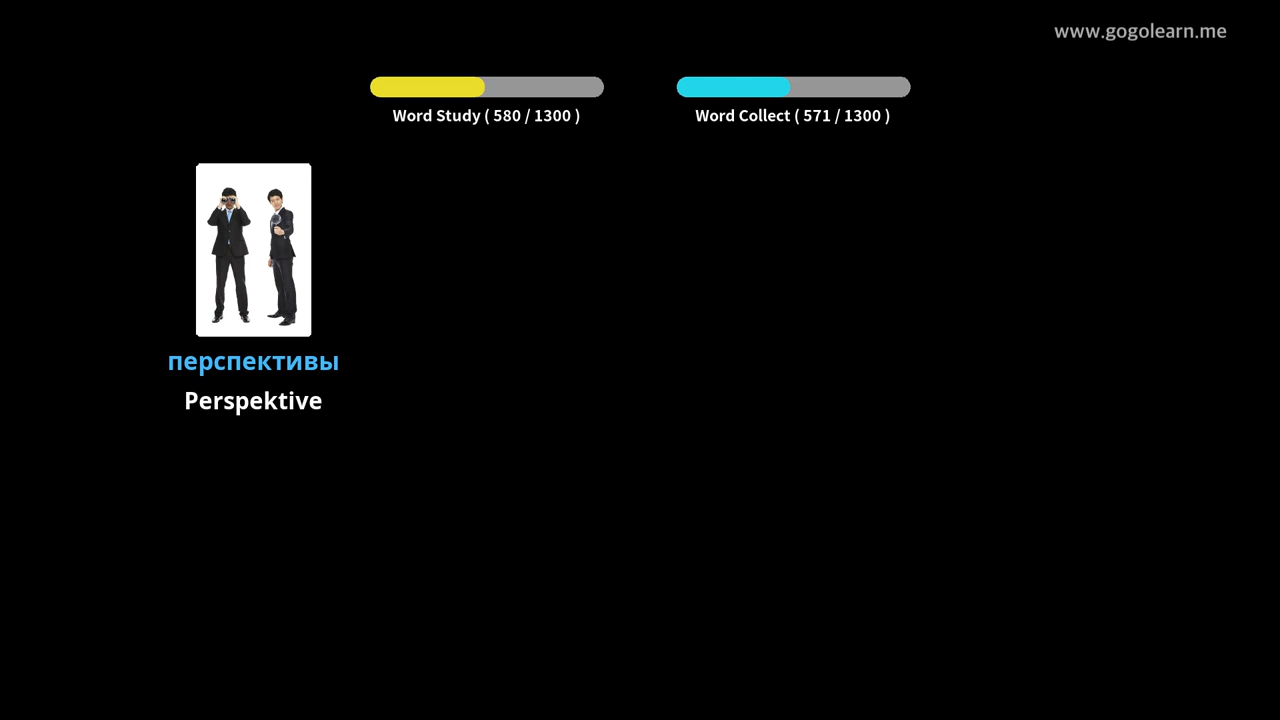 www.gogolearn.me
Word Study ( 580 / 1300 )
Word Collect ( 571 / 1300 )
перспективы
Perspektive